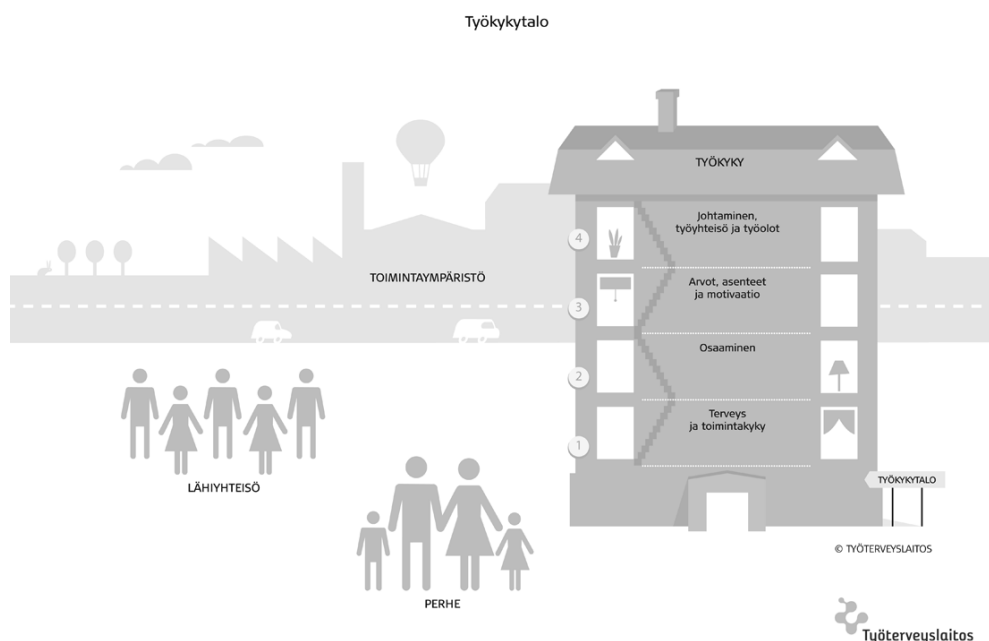 Työkykytalo
TYÖKYKY
4
Johtaminen,
työyhteisö ja työolot
TOIMINTAYMPÄRISTÖ
3
Arvot, asenteet
ja motivaatio
2
Osaaminen
1
Terveys
ja toimintakyky
LÄHIYHTEISÖ
TYÖKYKYTALO
© TYÖTERVEYSLAITOS
PERHE
Työterveyslaitos